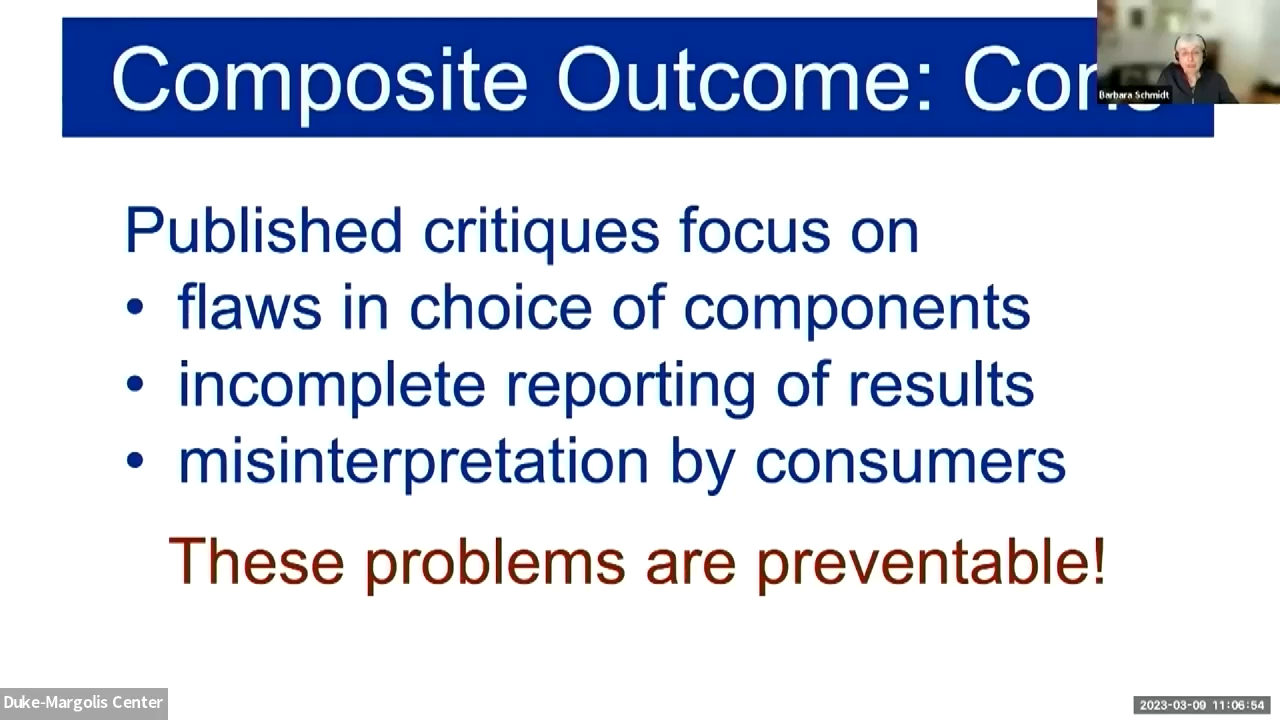 Composite Outcome: Cons
Barbara Schmidt
Published critiques focus on
• flaws in choice of components
• incomplete reporting of results
• misinterpretation by consumers
These problems are preventable!
Duke-Margolis Center
2023-03-09 11:06:54